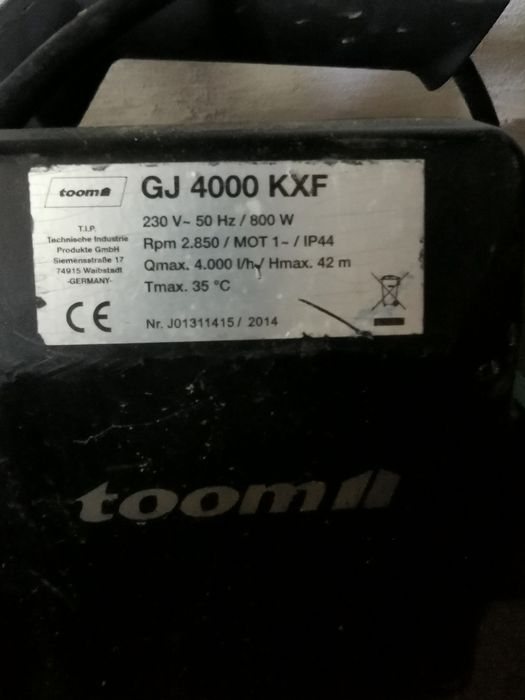 toom
GJ 4000 KXF
T.I.P.
Technische Industrie
Produkte GmbH
Siemensstraße 17
74915 Waibstadt
-GERMANY-
230 V~ 50 Hz / 800 W
Rpm 2.850 / MOT 1~ / IP44
Qmax. 4.000 l/h / Hmax. 42 m
Tmax. 35 °C
CE
Nr. J01311415 / 2014
toom